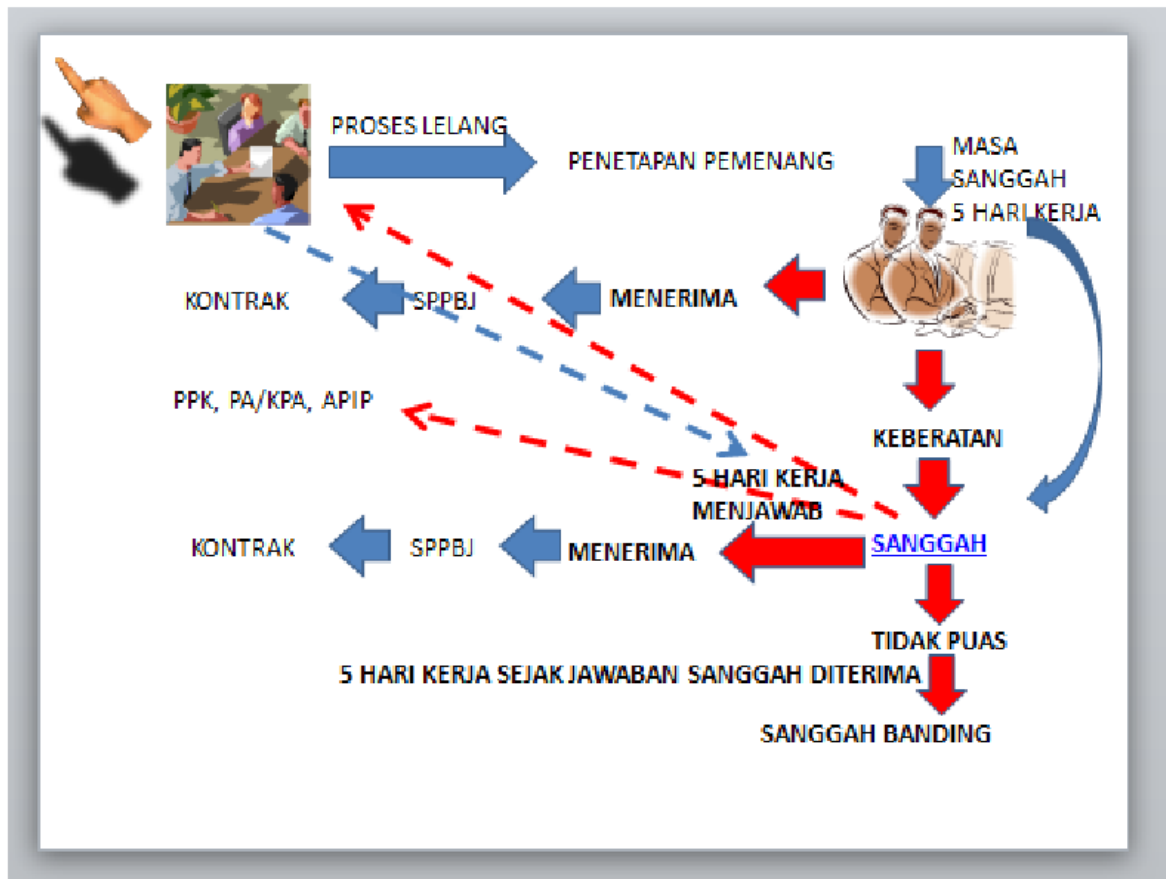 PROSES LELANG
PENETAPAN PEMENANG
MASA
SANGGAH
5 HARI KERJA
KONTRAK
SPPBJ
MENERIMA
PPK, PA/KPA, APIP
KEBERATAN
5 HARI KERJA
MENJAWAB
KONTRAK
SPPBJ
MENERIMA
SANGGAH
TIDAK PUAS
5 HARI KERJA SEJAK JAWABAN SANGGAH DITERIMA
SANGGAH BANDING